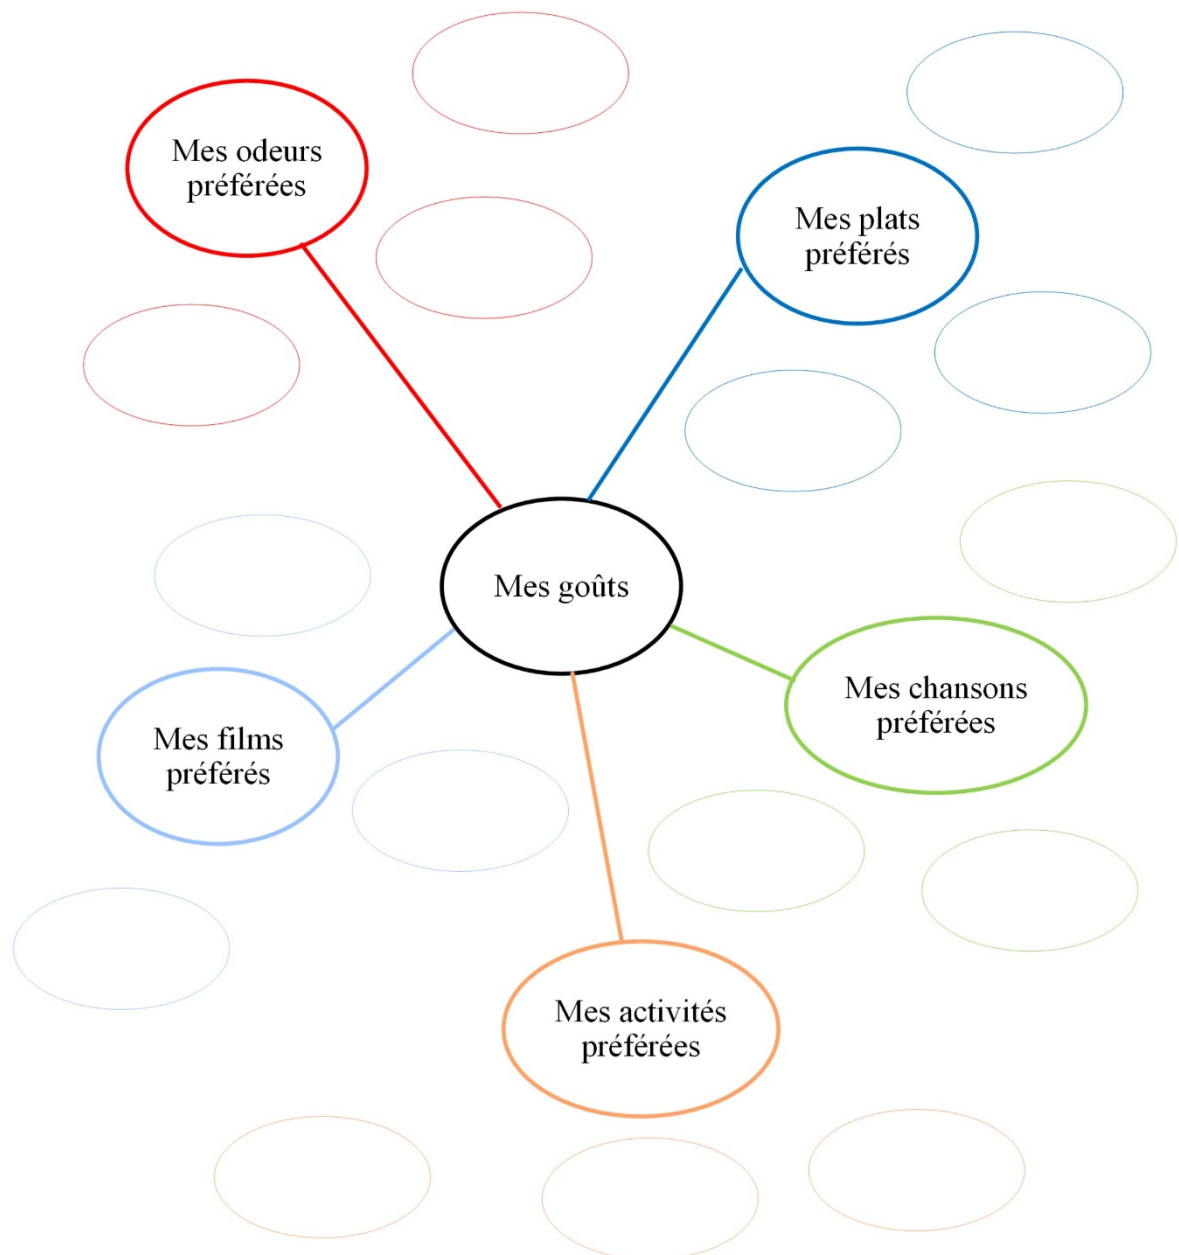 Mes odeurs
préférées
Mes plats
préférés
Mes goûts
Mes chansons
préférées
Mes films
préférés
Mes activités
préférées